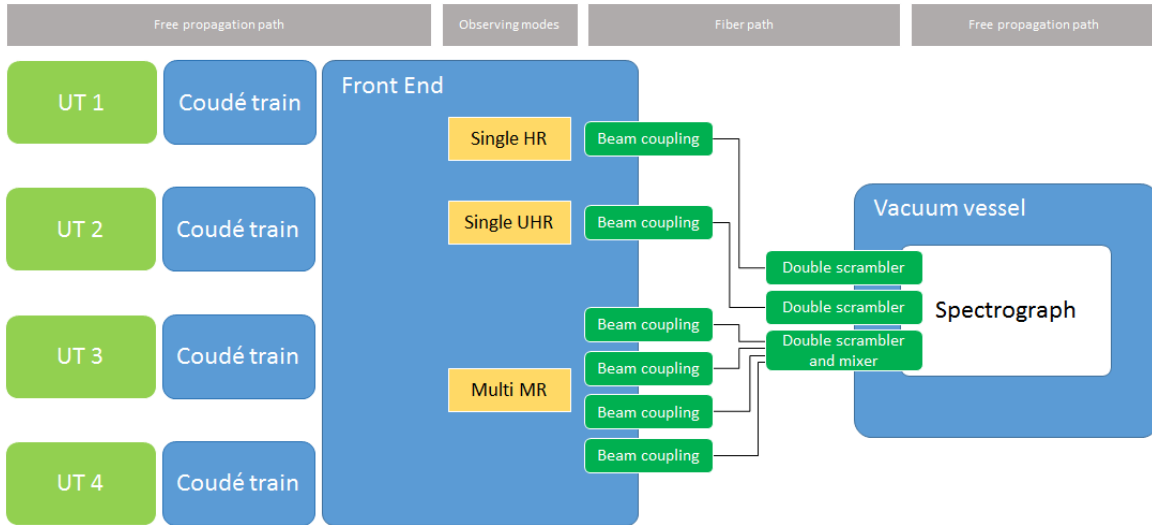 Free propagation path
Observing modes
Fiber path
Free propagation path
UT 1
Coudé train
Front End
Single HR
Beam coupling
UT 2
Coudé train
Single UHR
Beam coupling
Vacuum vessel
Double scrambler
Double scrambler
Spectrograph
UT 3
Coudé train
Beam coupling
Double scrambler
and mixer
Beam coupling
Multi MR
Beam coupling
Beam coupling
UT 4
Coudé train